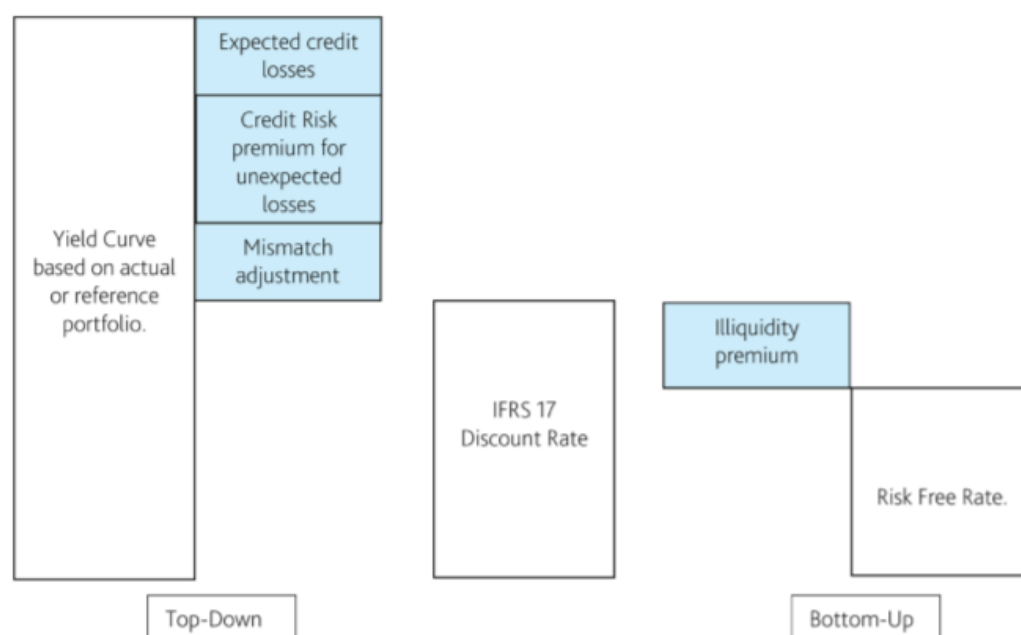 Expected credit
losses
Credit Risk
premium for
unexpected
losses
Mismatch
adjustment
Yield Curve
based on actual
or reference
portfolio.
IFRS 17
Discount Rate
Illiquidity
premium
Risk Free Rate.
Top-Down
Bottom-Up